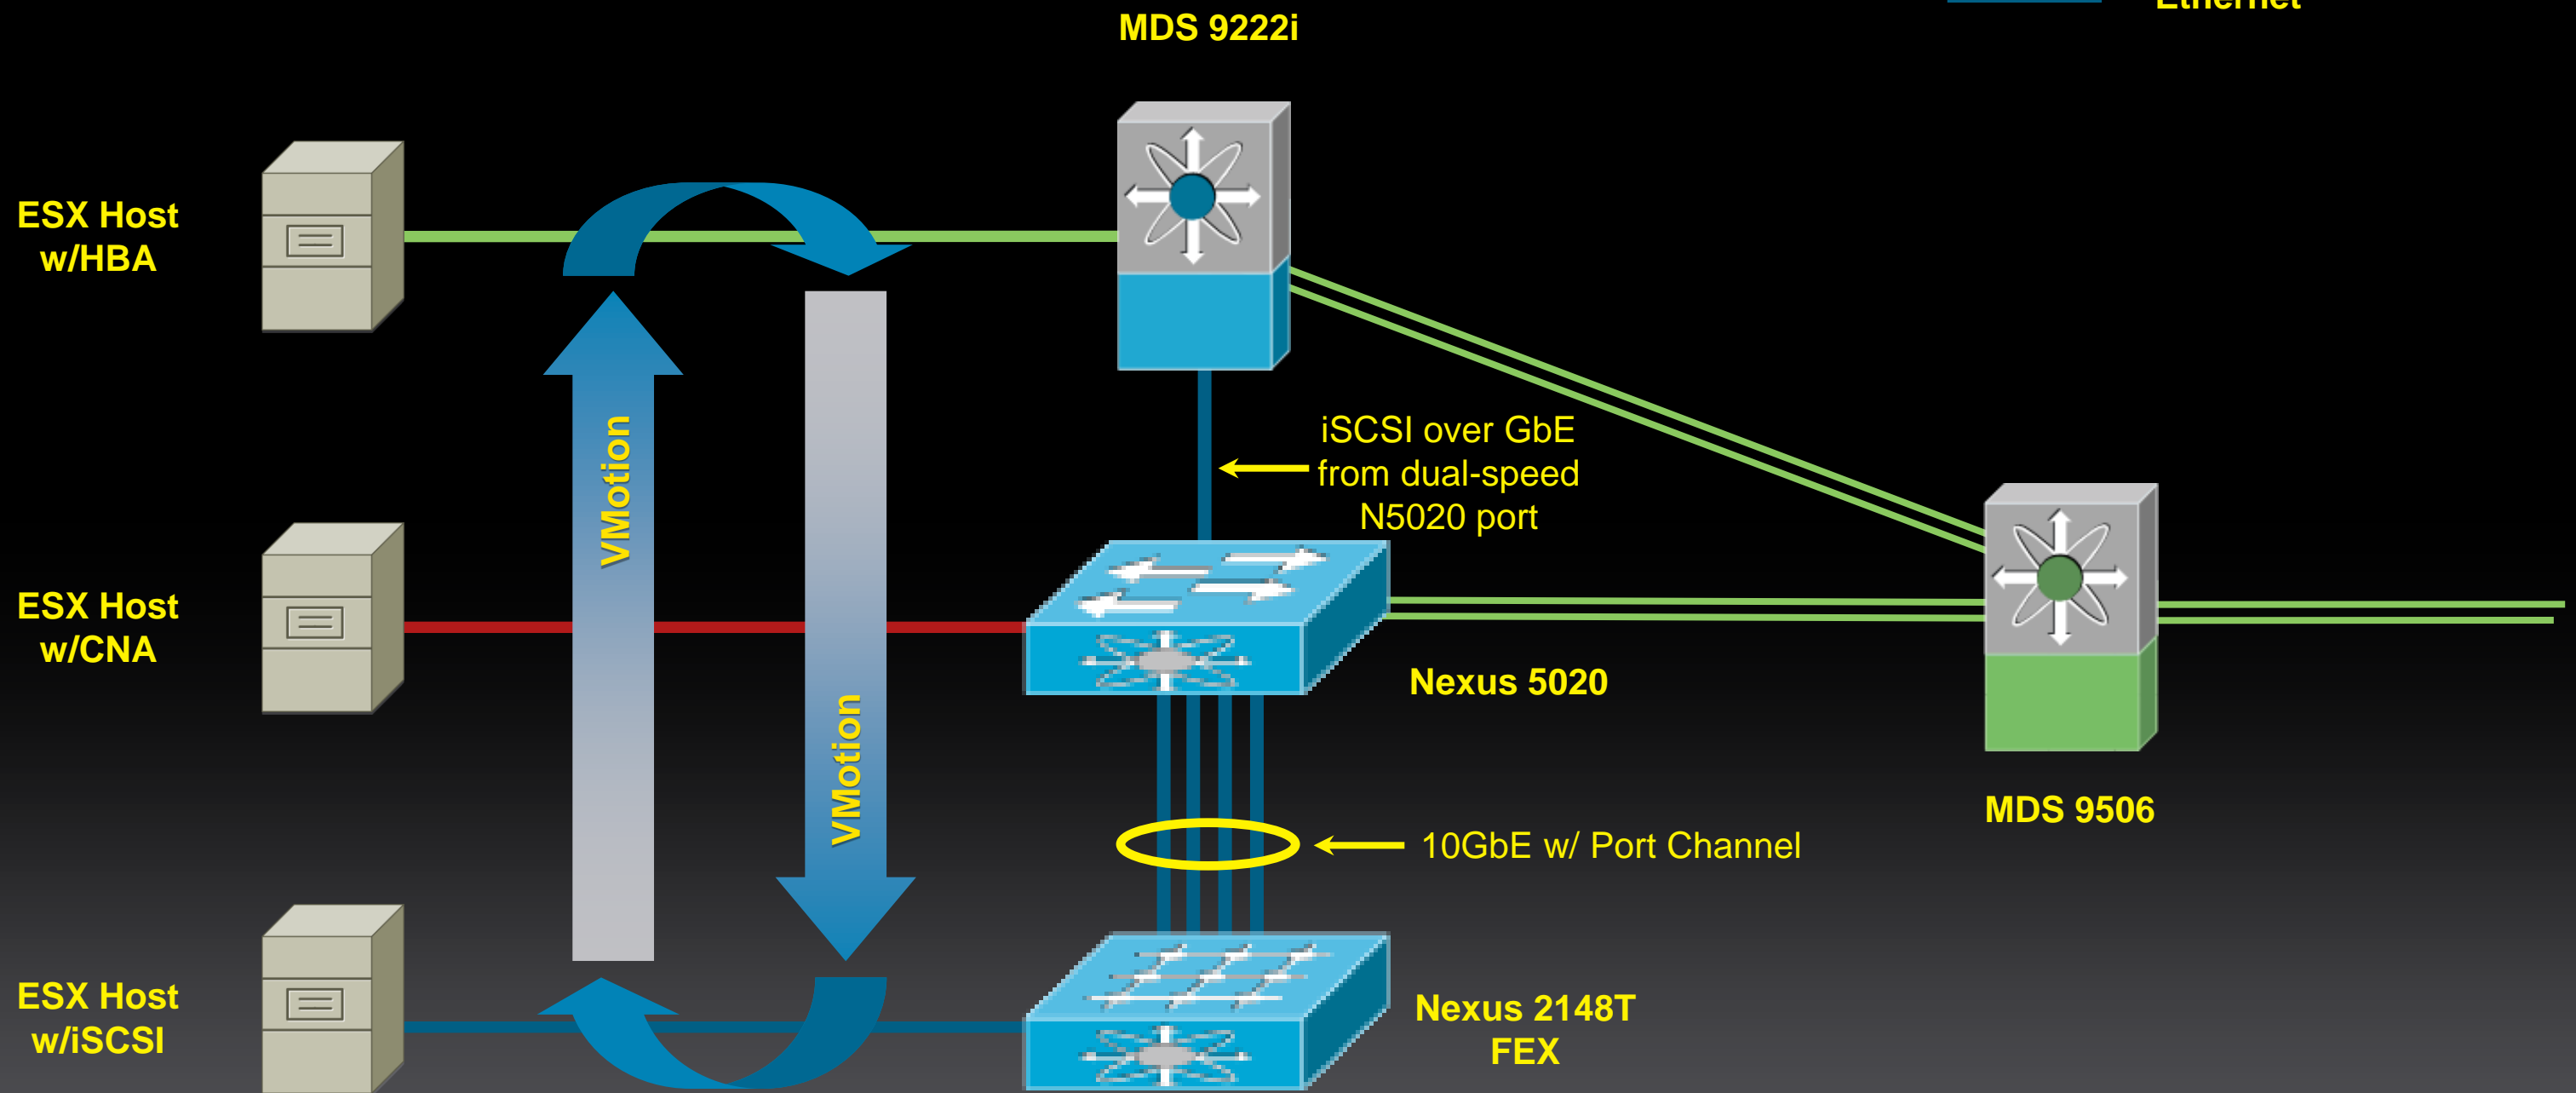 Ethernet
MDS 9222i
ESX Host
w/HBA
VMotion
iSCSI over GbE
from dual-speed
N5020 port
ESX Host
w/CNA
Nexus 5020
VMotion
MDS 9506
10GbE w/ Port Channel
ESX Host
w/iSCSI
Nexus 2148T
FEX